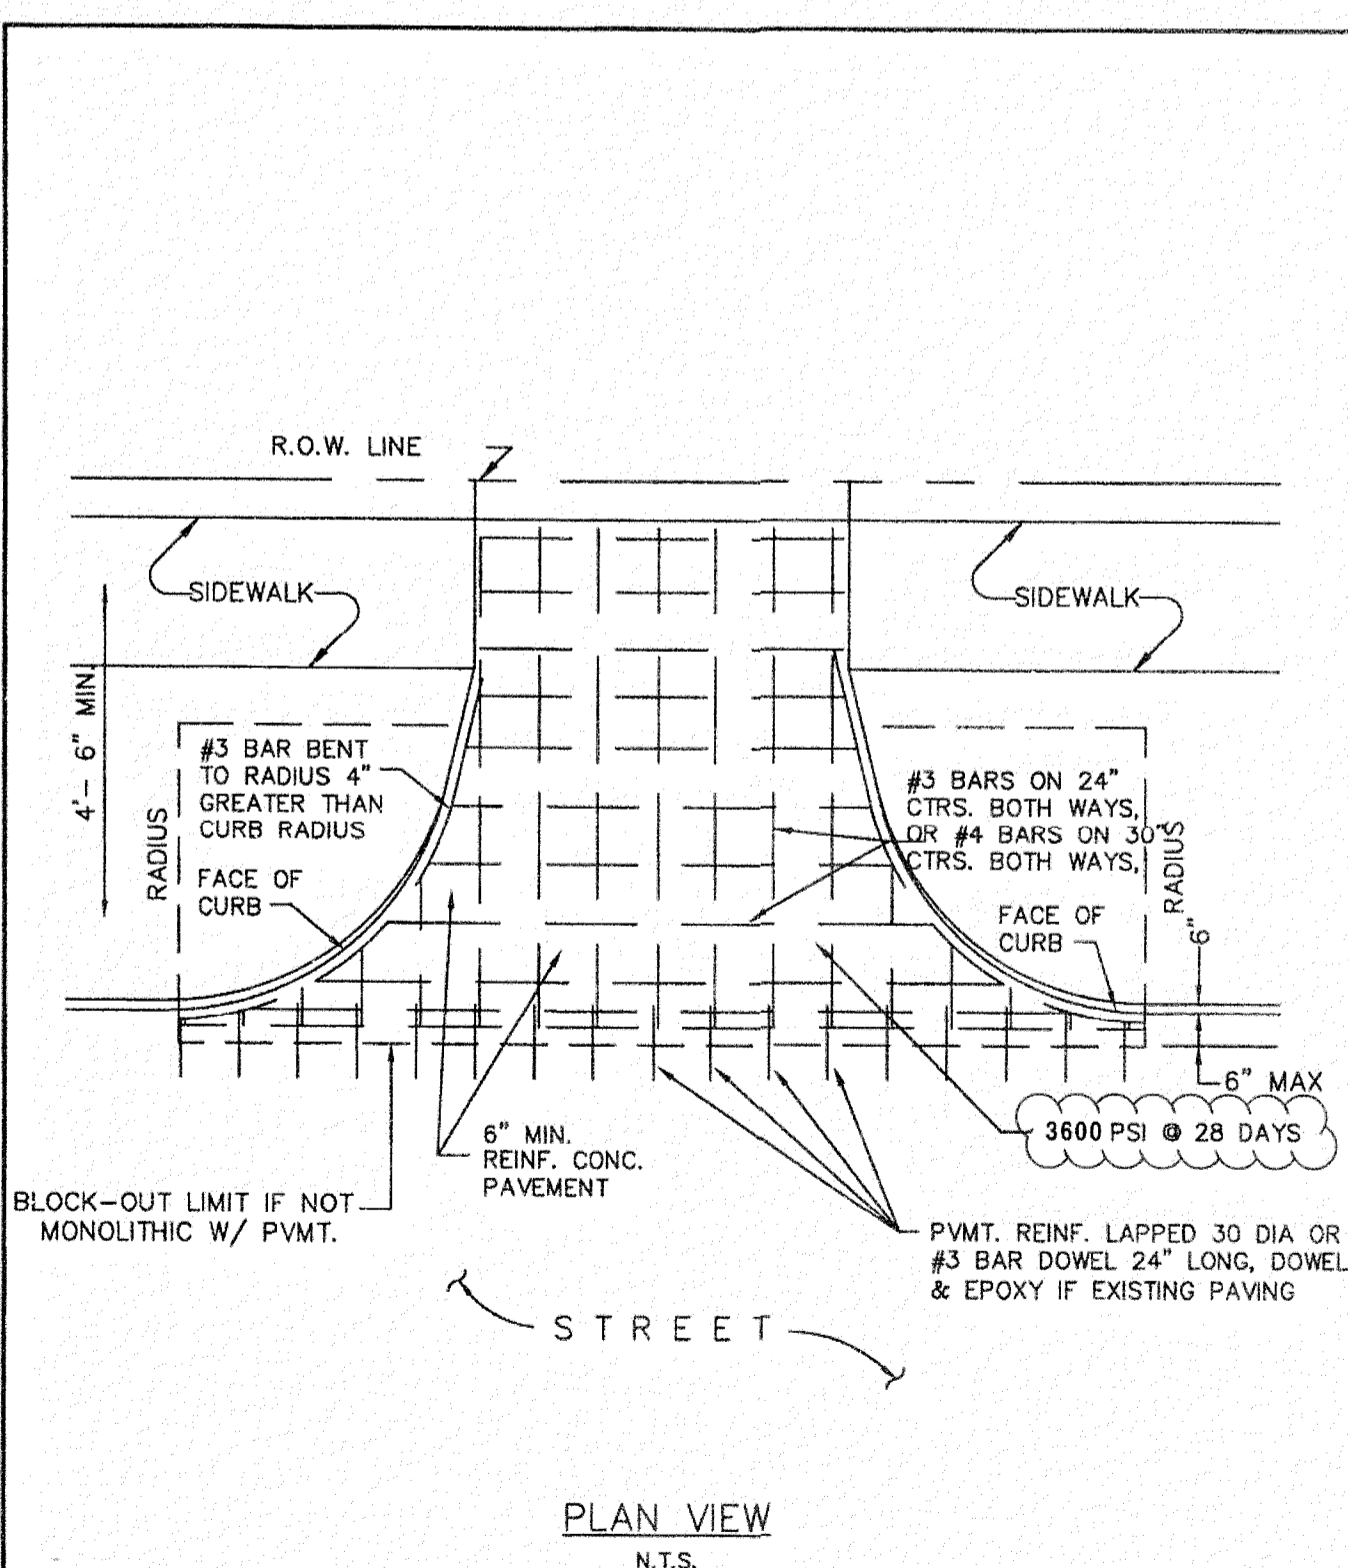 R.O.W. LINE
SIDEWALK
SIDEWALK
4'- 6" MIN.
RADIUS
#3 BAR BENT
TO RADIUS 4"
GREATER THAN
CURB RADIUS
FACE OF
CURB
#3 BARS ON 24"
CTRS. BOTH WAYS,
OR #4 BARS ON 30"
CTRS. BOTH WAYS,
RADIUS
FACE OF
CURB
6"
6" MAX
3600 PSI @ 28 DAYS
6" MIN.
REINF. CONC.
PAVEMENT
BLOCK-OUT LIMIT IF NOT
MONOLITHIC W/ PVMT.
PVMT. REINF. LAPPED 30 DIA OR
#3 BAR DOWEL 24" LONG, DOWEL
& EPOXY IF EXISTING PAVING
STREET
PLAN VIEW
N.T.S.